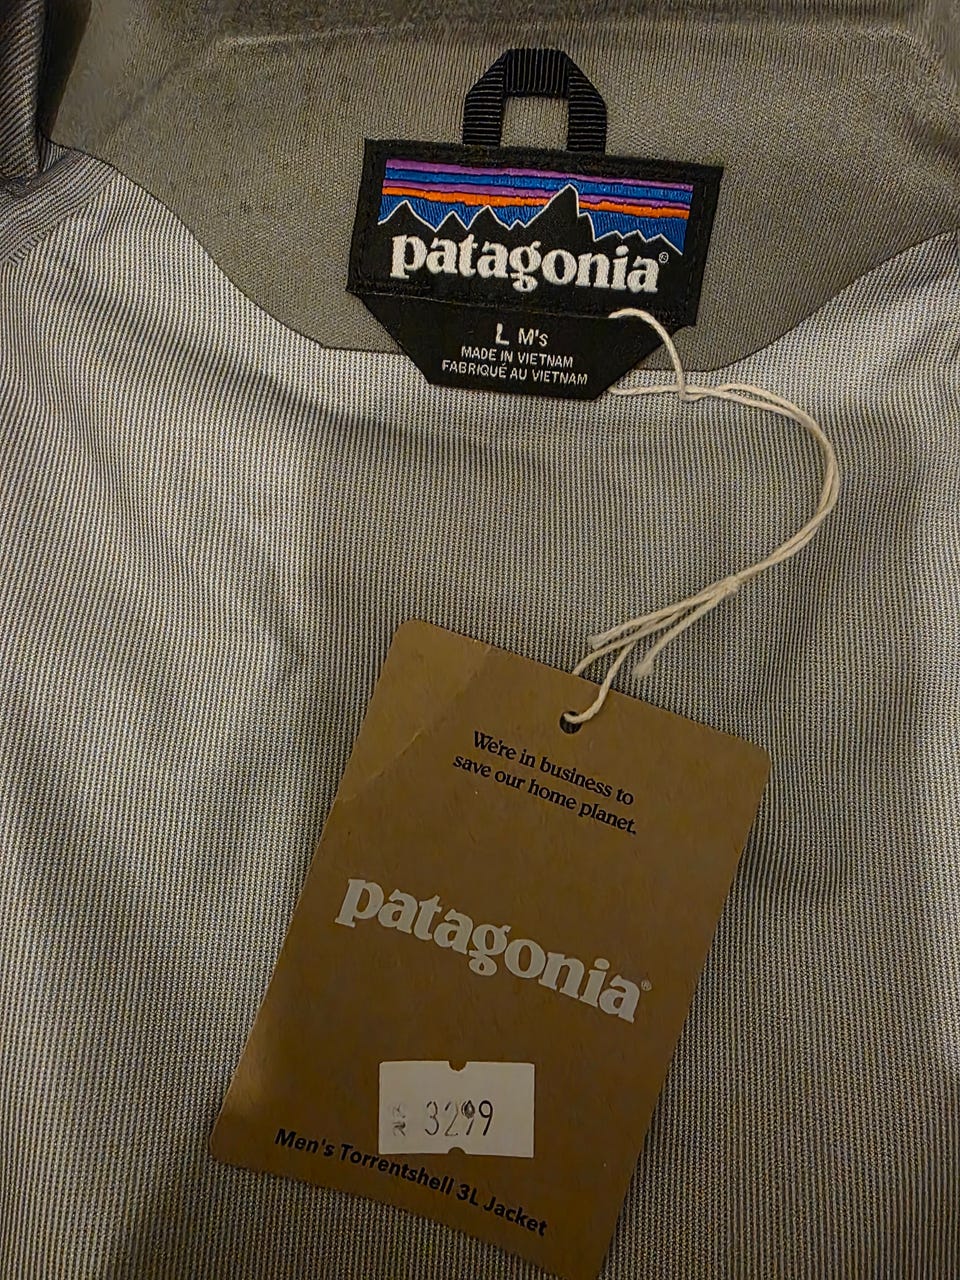 patagonia®
L M's
MADE IN VIETNAM
FABRIQUÉ AU VIETNAM
We're in business to
save our home planet.
patagonia®
3299
Men's Torrentshell 3L Jacket